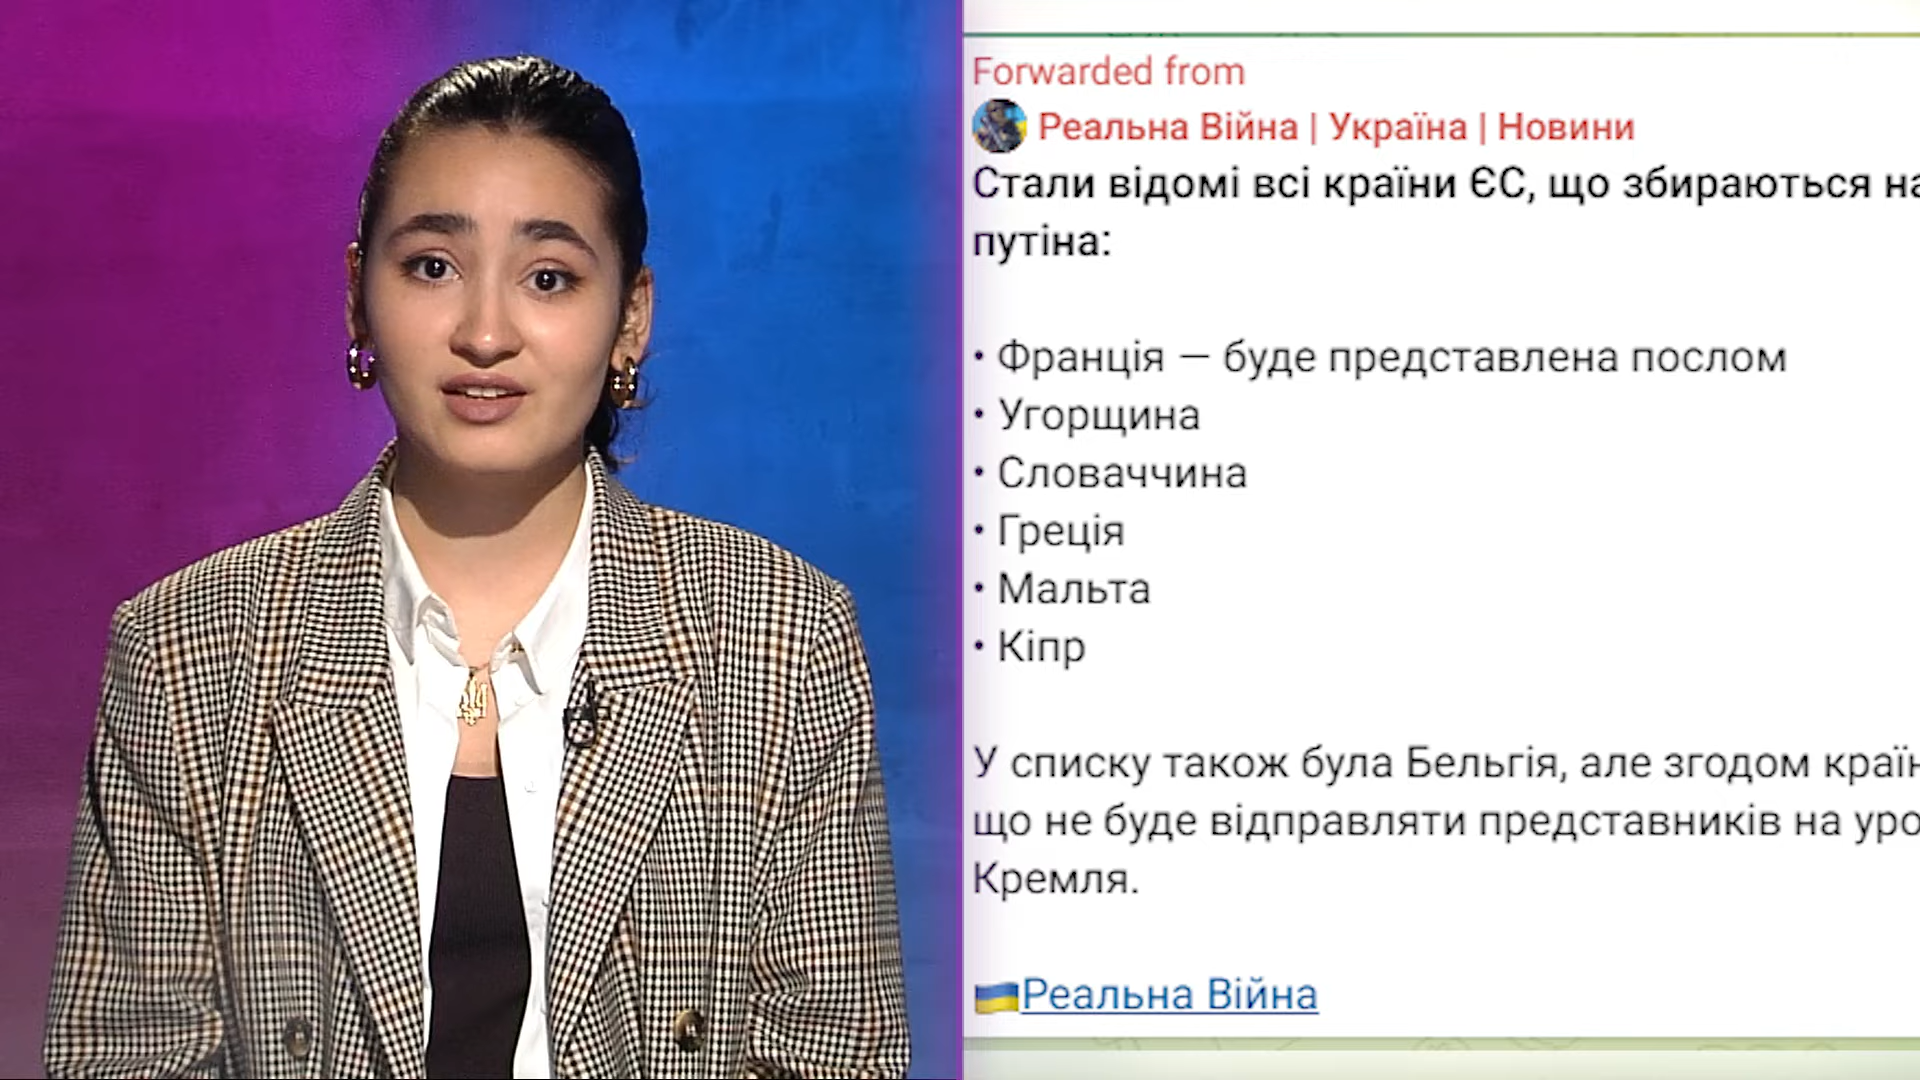 Forwarded from
Реальна Війна | Україна | Новини
Стали відомі всі країни ЄС, що збираються на
путіна:
• Франція — буде представлена послом
• Угорщина
• Словаччина
• Греція
• Мальта
• Кіпр
У списку також була Бельгія, але згодом
що не буде відправляти представників на
Кремля.
Реальна Війна